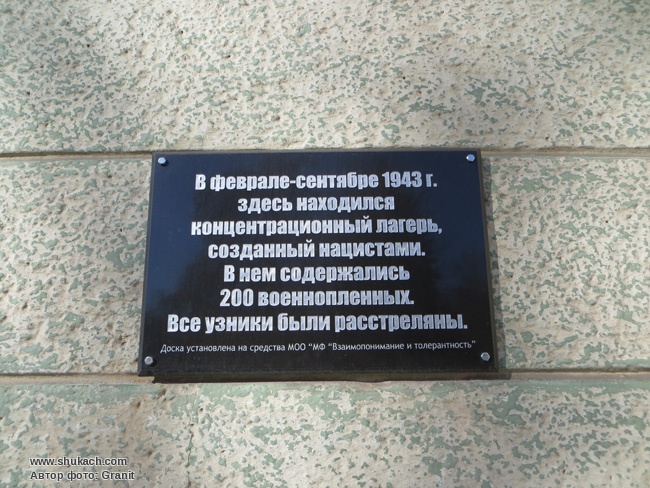 В феврале-сентябре 1943 г.
здесь находился
концентрационный лагерь,
созданный нацистами.
В нем содержались
200 военнопленных.
Все узники были расстреляны.
Доска установлена на средства МОО "МФ "Взаимопонимание и толерантность"
www.shukach.com
Автор фото: Granit